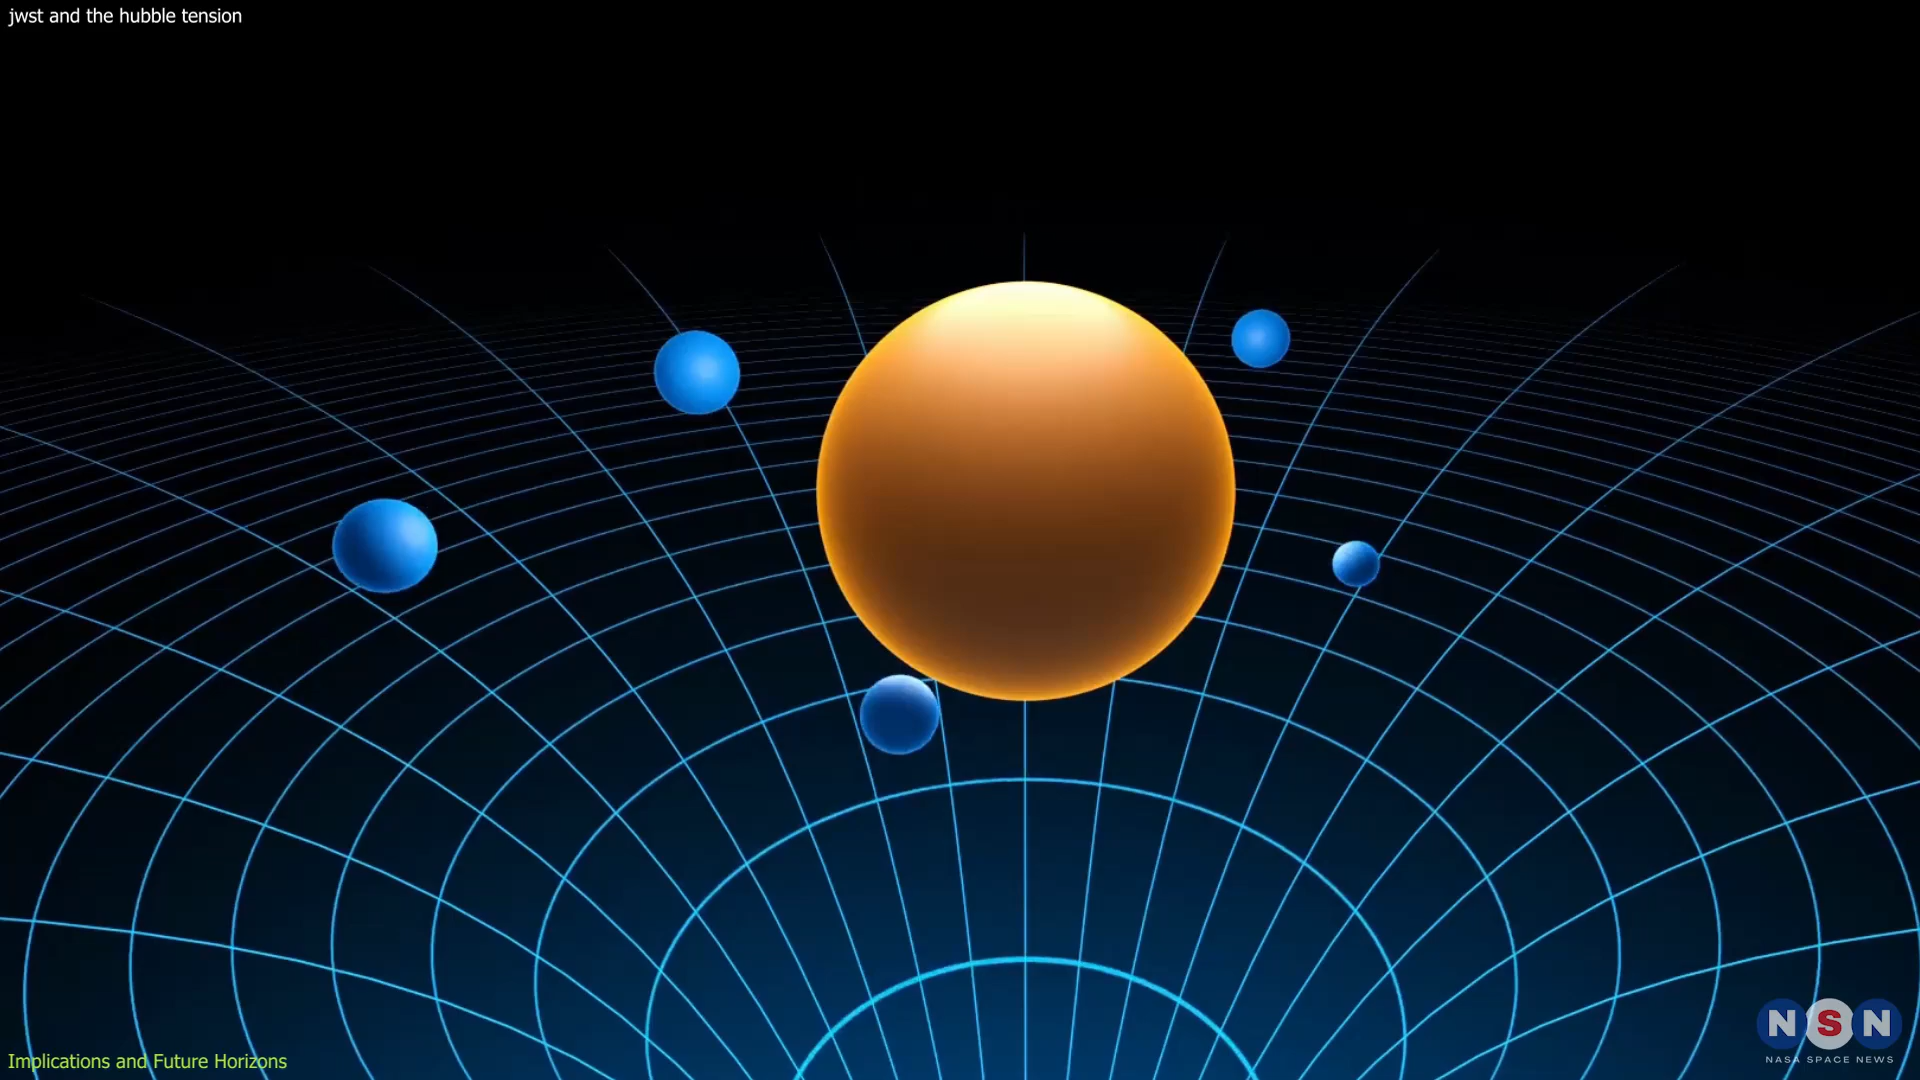 jwst and the hubble tension
Implications and Future Horizons
NSN
NASA SPACE NEWS